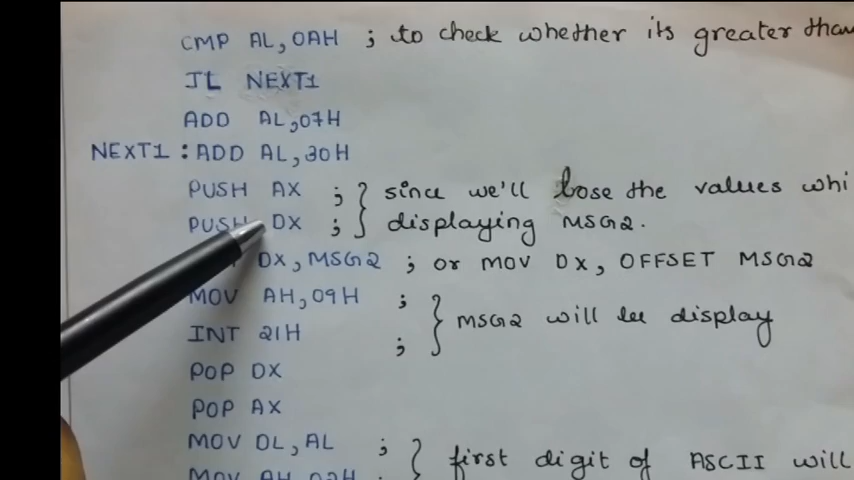 CMP AL,0AH ; to check whether its greater than
JL NEXT1
ADD AL,07H
NEXT1 : ADD AL,30H
PUSH AX ; } since we'll lose the values whi
PUSH DX ; } displaying MSG2.
DX, MSG2 ; or MOV DX, OFFSET MSG2
MOV AH,09H ;
INT 21H ; } MSG2 will be display
POP DX
POP AX
MOV DL,AL ;
MOV AH,02H ; } first digit of ASCII will